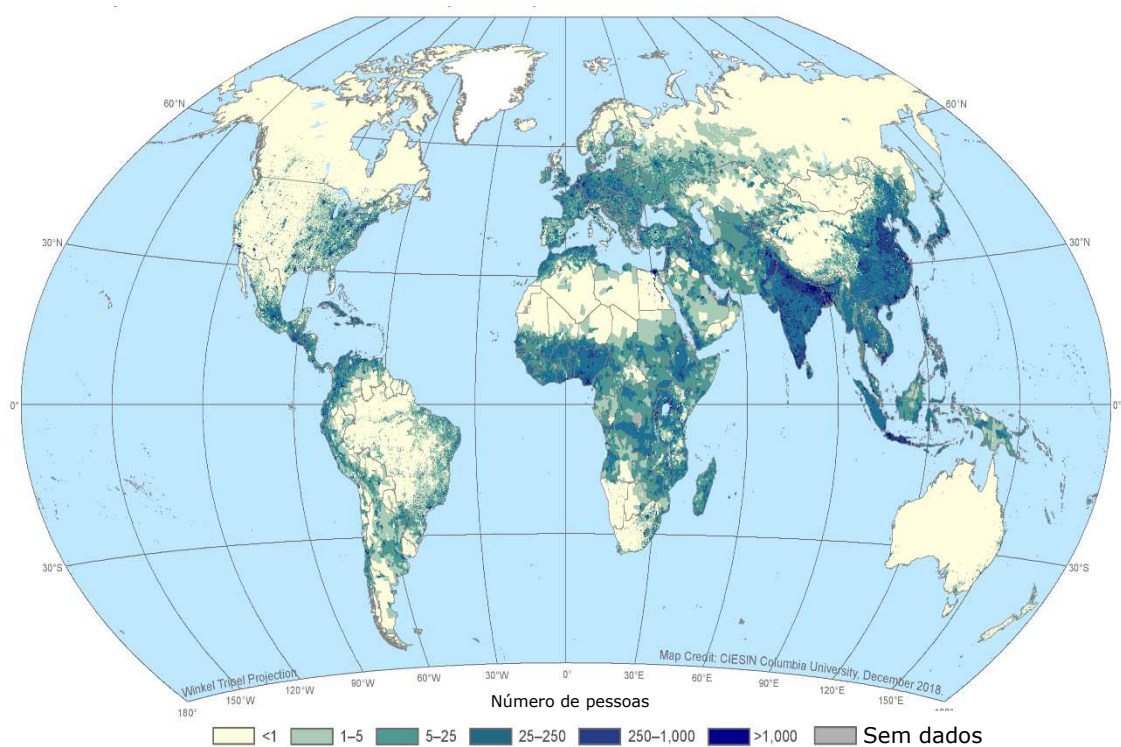 60°N
60°N
30°N
30°N
0°
0°
30°S
30°S
Winkel Tripel Projection
Map Credit: CIESIN Columbia University, December 2018.
180° 150°W 120°W 90°W 60°W 30°W 0° 30°E 60°E 90°E 120°E 150°E 180°
Número de pessoas
<1 1–5 5–25 25–250 250–1,000 >1,000 Sem dados